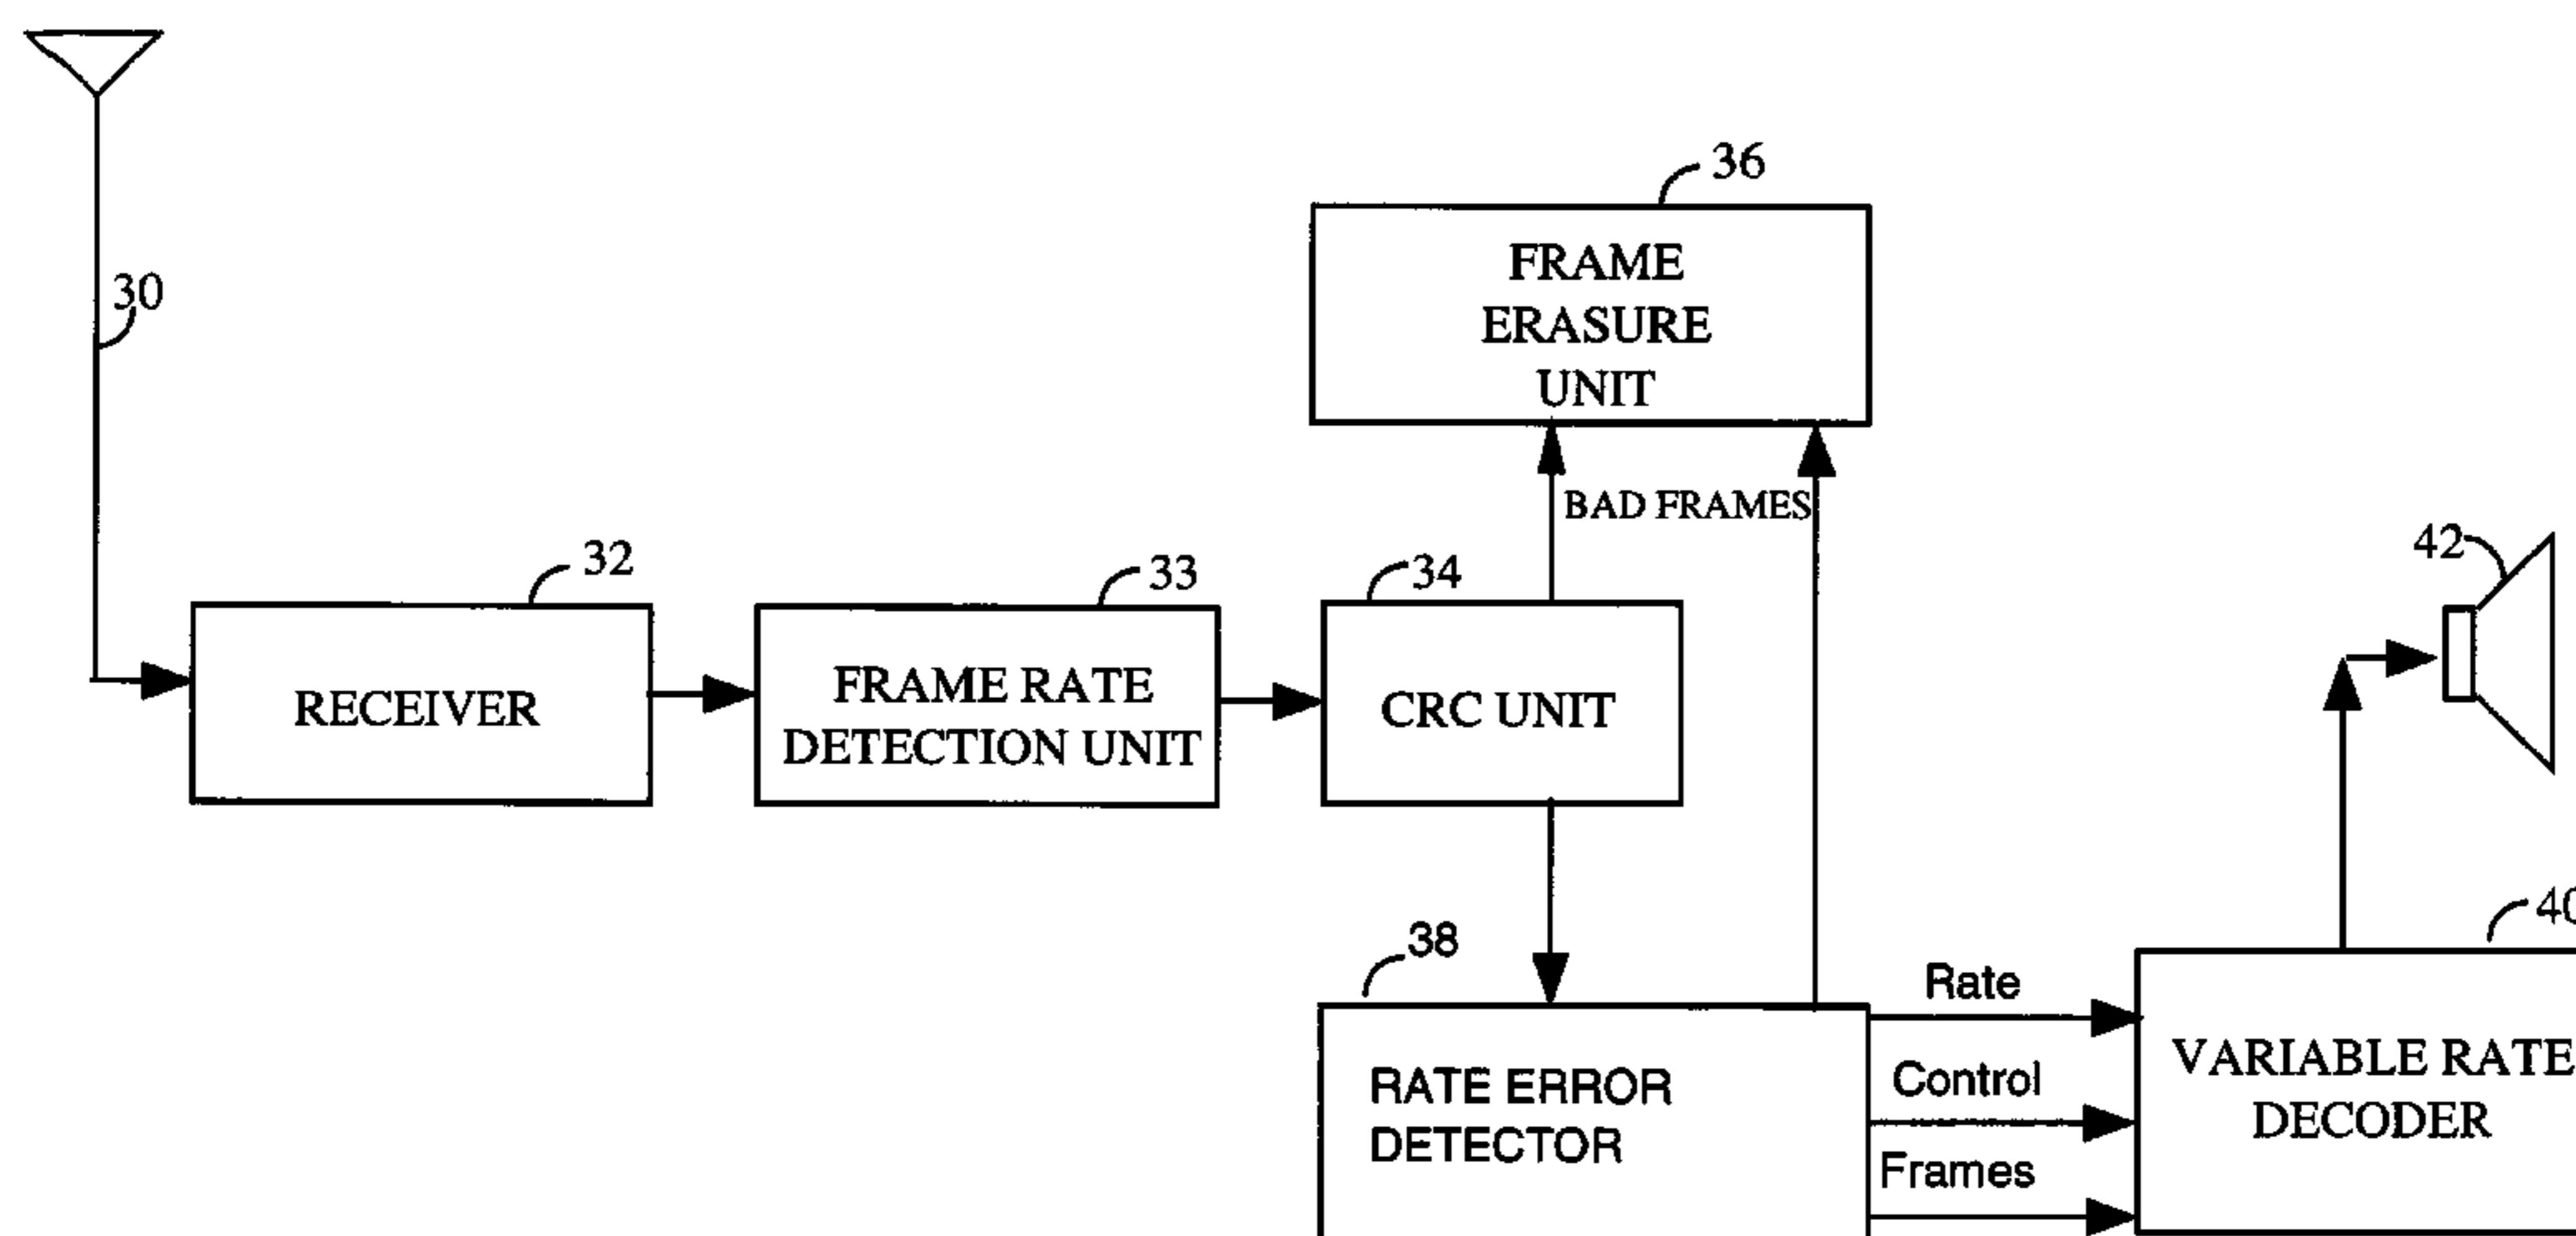 36
FRAME
ERASURE
UNIT
30
BAD FRAMES
42
32
33
34
RECEIVER
FRAME RATE
DETECTION UNIT
CRC UNIT
38
40
Rate
Control
Frames
RATE ERROR
DETECTOR
VARIABLE RATE
DECODER